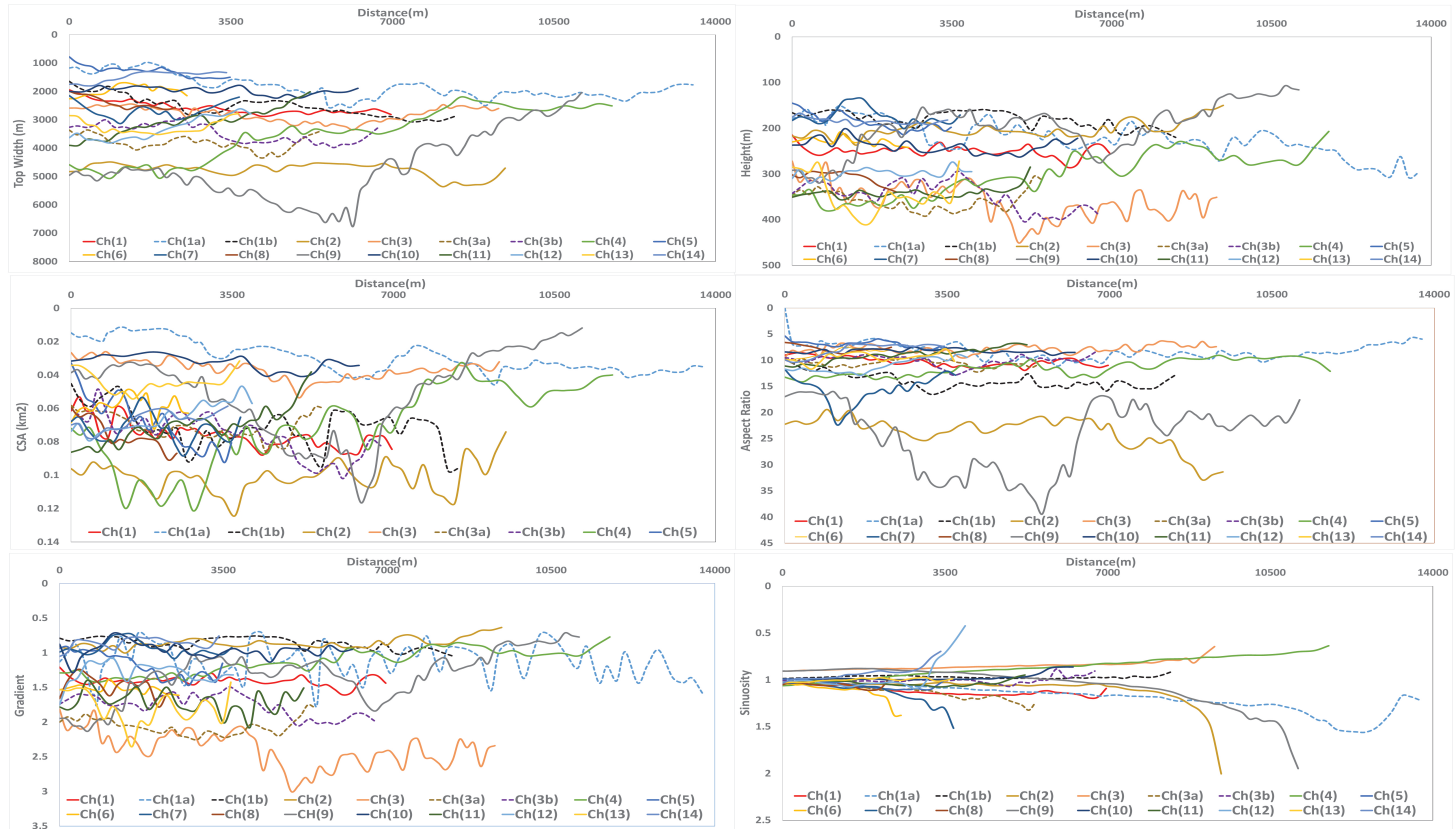 Distance(m)
0 3500 7000 10500 14000
0
1000
2000
3000
4000
5000
6000
7000
8000
Top Width (m)
Ch(1) Ch(1a) Ch(1b) Ch(2) Ch(3) Ch(3a) Ch(3b) Ch(4) Ch(5)
Ch(6) Ch(7) Ch(8) Ch(9) Ch(10) Ch(11) Ch(12) Ch(13) Ch(14)
Distance(m)
0 3500 7000 10500 14000
0
100
200
300
400
500
Height(m)
Ch(1) Ch(1a) Ch(1b) Ch(2) Ch(3) Ch(3a) Ch(3b) Ch(4) Ch(5)
Ch(6) Ch(7) Ch(8) Ch(9) Ch(10) Ch(11) Ch(12) Ch(13) Ch(14)
Distance(m)
0 3500 7000 10500 14000
0
0.02
0.04
0.06
0.08
0.1
0.12
0.14
CSA (km2)
Ch(1) Ch(1a) Ch(1b) Ch(2) Ch(3) Ch(3a) Ch(3b) Ch(4) Ch(5)
Distance(m)
0 3500 7000 10500 14000
0
5
10
15
20
25
30
35
40
45
Aspect Ratio
Ch(1) Ch(1a) Ch(1b) Ch(2) Ch(3) Ch(3a) Ch(3b) Ch(4) Ch(5)
Ch(6) Ch(7) Ch(8) Ch(9) Ch(10) Ch(11) Ch(12) Ch(13) Ch(14)
Distance(m)
0 3500 7000 10500 14000
0
0.5
1
1.5
2
2.5
3
3.5
Gradient
Ch(1) Ch(1a) Ch(1b) Ch(2) Ch(3) Ch(3a) Ch(3b) Ch(4) Ch(5)
Ch(6) Ch(7) Ch(8) CH(9) Ch(10) Ch(11) Ch(12) Ch(13) Ch(14)
Distance(m)
0 3500 7000 10500 14000
0
0.5
1
1.5
2
2.5
Sinuosity
Ch(1) Ch(1a) Ch(1b) Ch(2) Ch(3) Ch(3a) Ch(3b) Ch(4) Ch(5)
Ch(6) Ch(7) Ch(8) Ch(9) Ch(10) Ch(11) Ch(12) Ch(13) Ch(14)